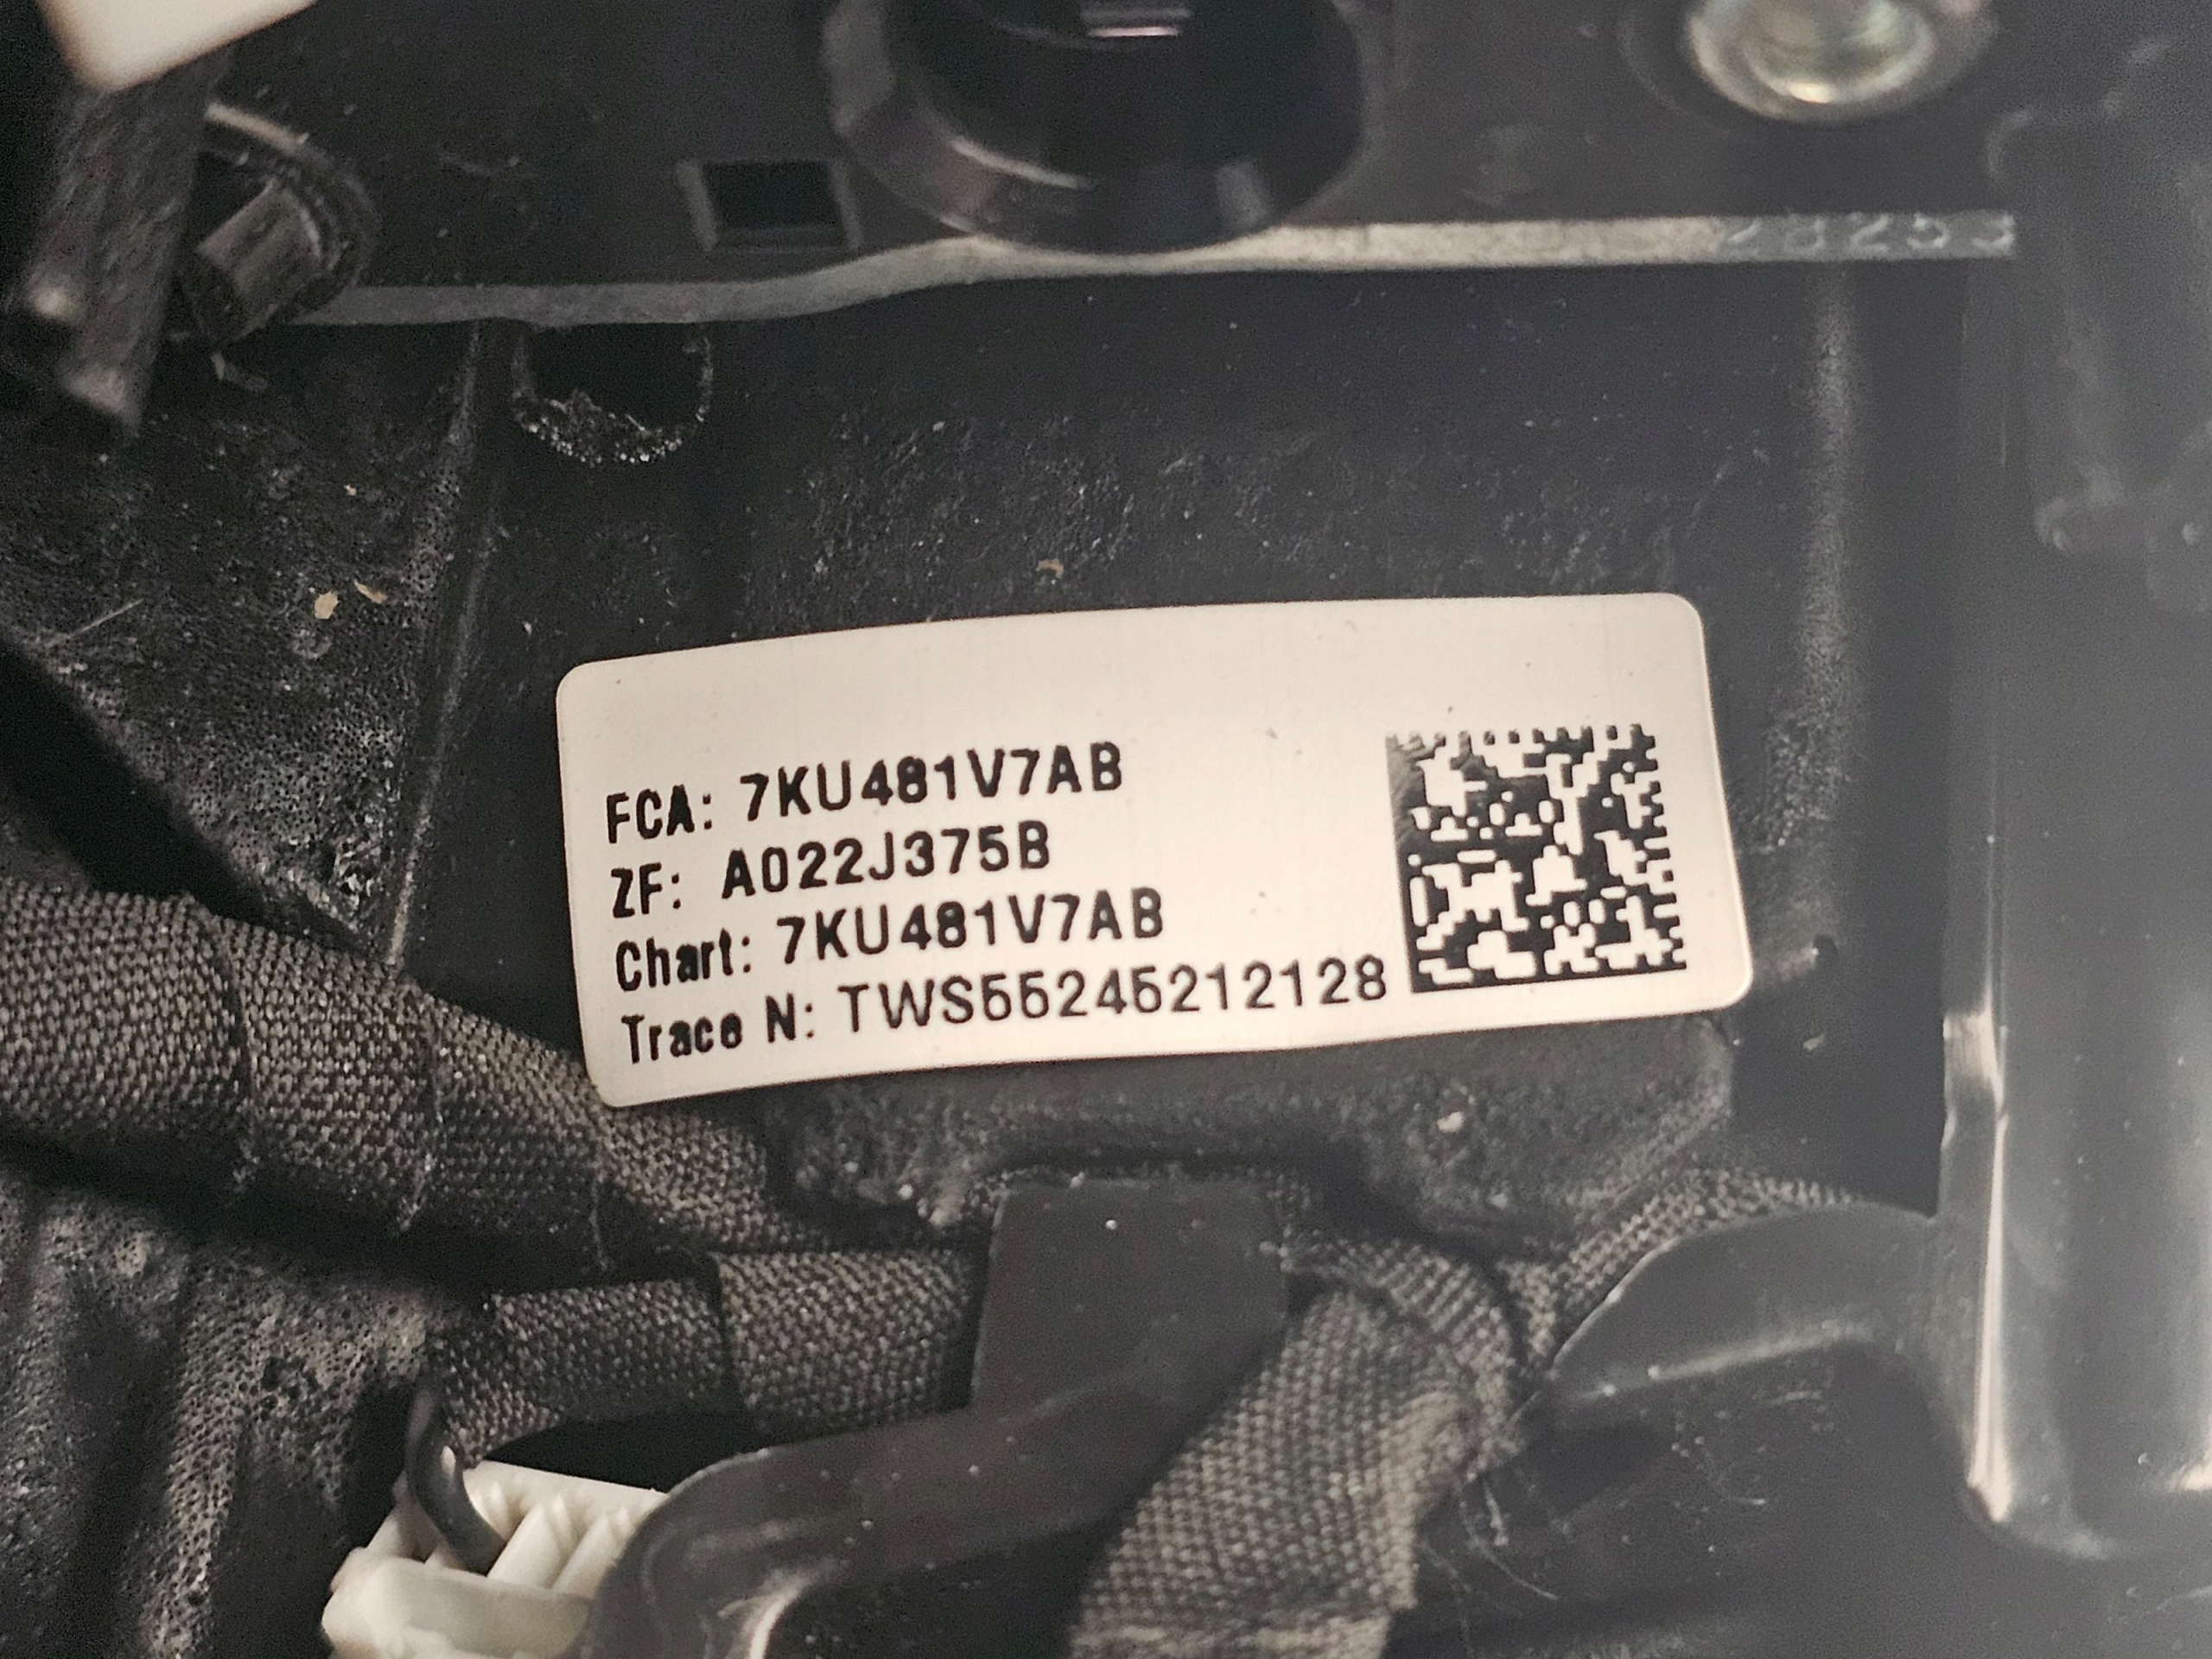 FCA: 7KU481V7AB
ZF: A022J375B
Chart: 7KU481V7AB
Trace N: TWS55245212128